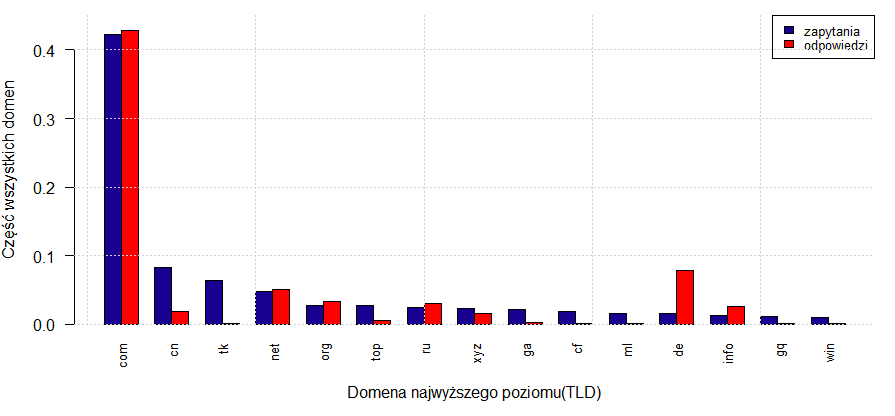 zapytania
odpowiedzi
Część wszystkich domen
0.4
0.3
0.2
0.1
0.0
com cn tk net org top ru xyz ga cf ml de info gq win
Domena najwyższego poziomu(TLD)